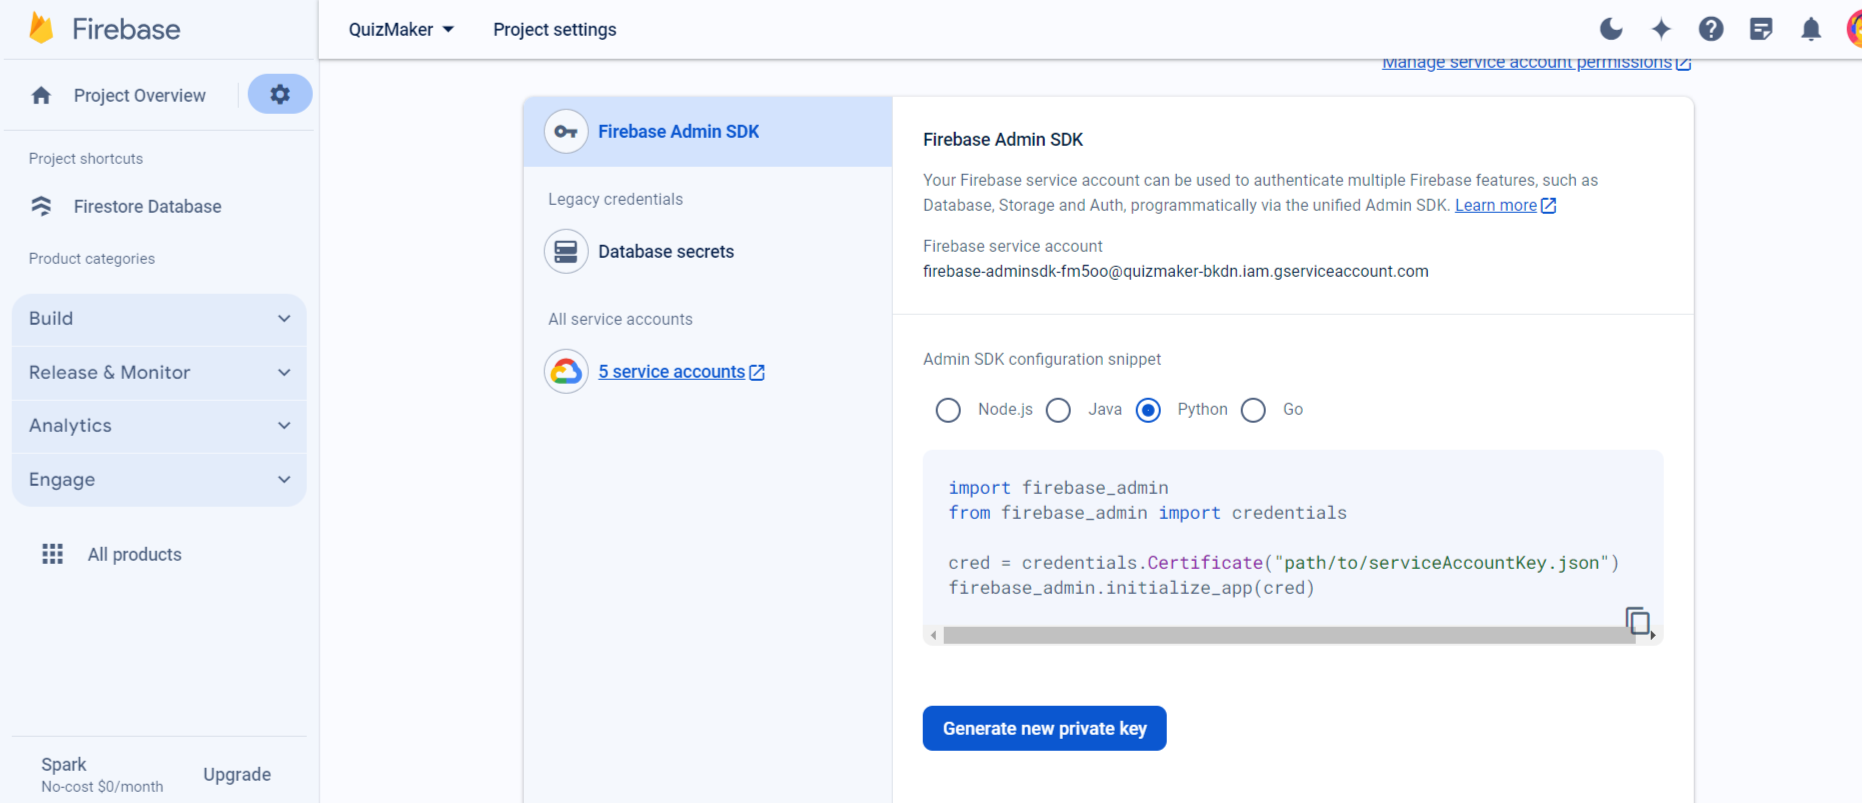 Firebase
QuizMaker
Project settings
Manage service account permissions
Project Overview
Project shortcuts
Firestore Database
Product categories
Build
Release & Monitor
Analytics
Engage
All products
Spark
No-cost $0/month
Upgrade
Firebase Admin SDK
Legacy credentials
Database secrets
All service accounts
5 service accounts
Firebase Admin SDK
Your Firebase service account can be used to authenticate multiple Firebase features, such as
Database, Storage and Auth, programmatically via the unified Admin SDK. Learn more
Firebase service account
firebase-adminsdk-fm5oo@quizmaker-bkdn.iam.gserviceaccount.com
Admin SDK configuration snippet
Node.js Java Python Go
import firebase_admin
from firebase_admin import credentials
cred = credentials.Certificate("path/to/serviceAccountKey.json")
firebase_admin.initialize_app(cred)
Generate new private key